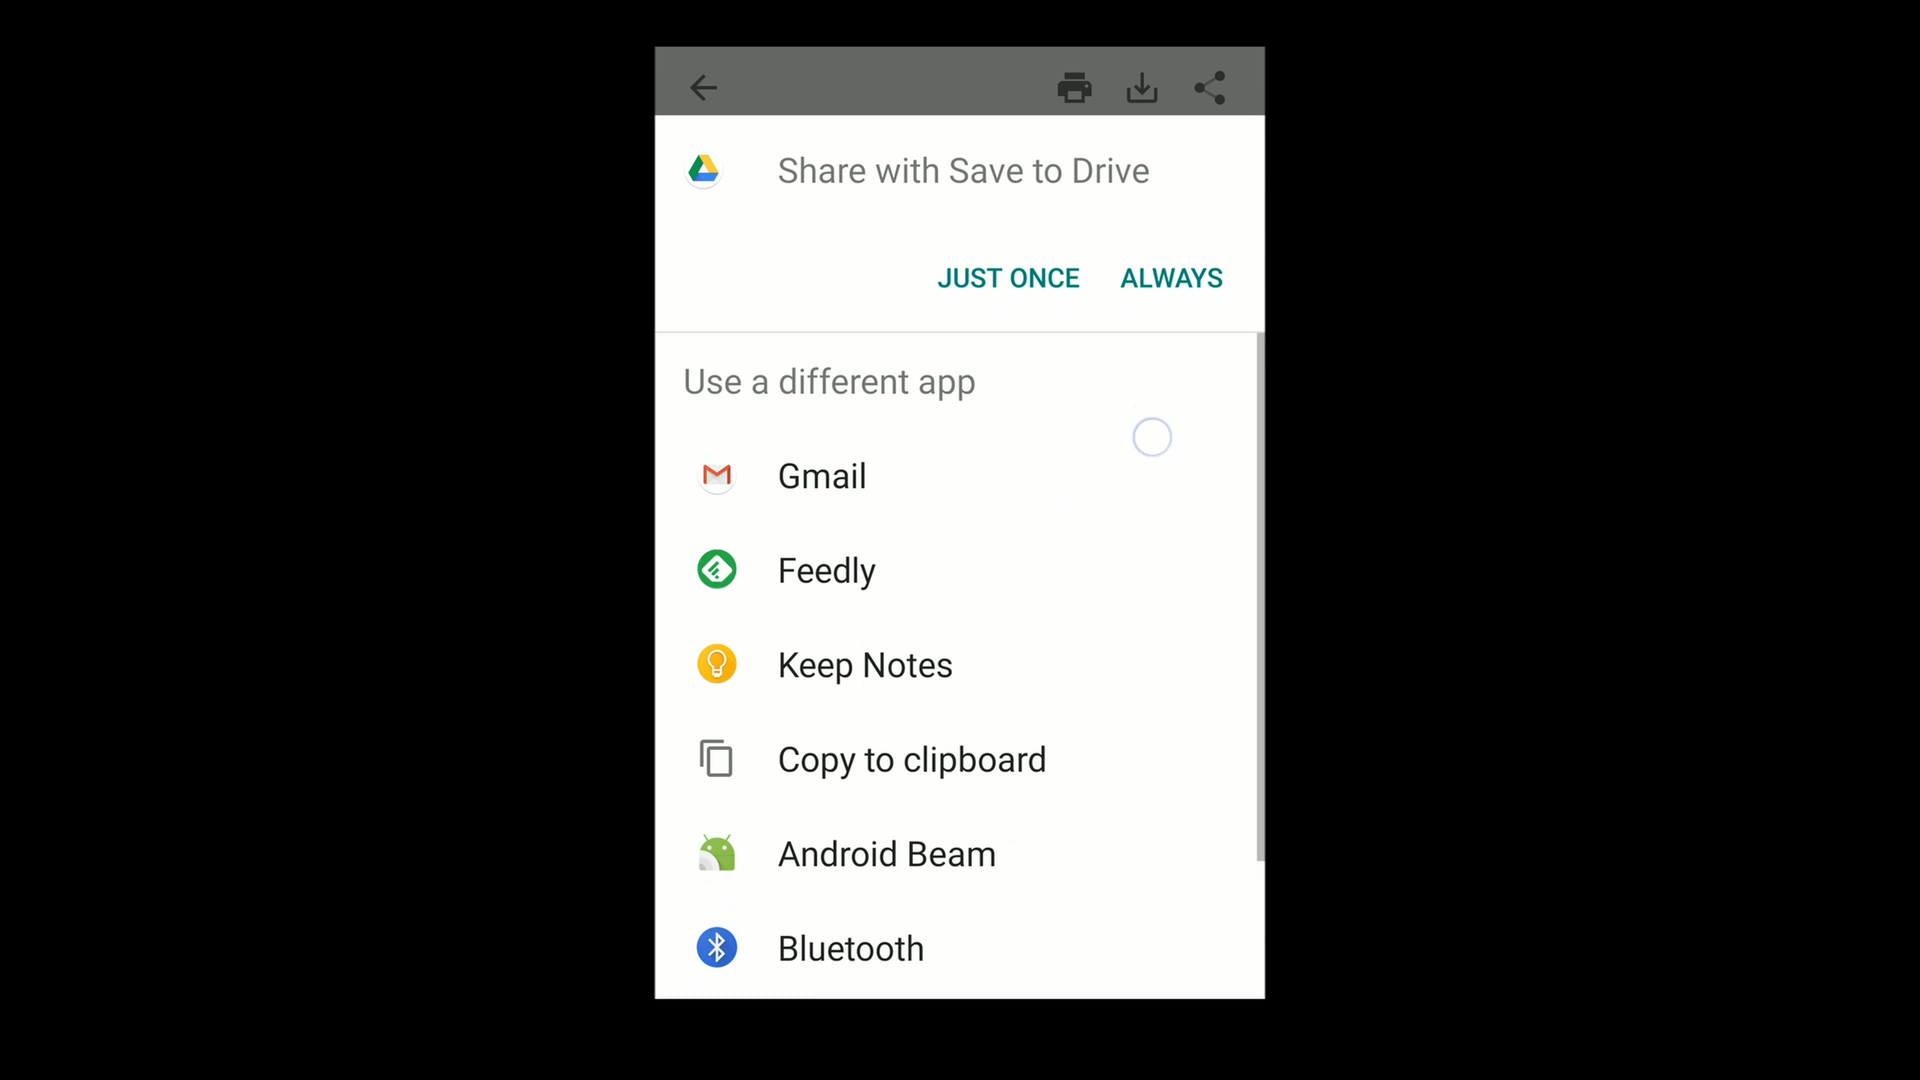 Share with Save to Drive
JUST ONCE ALWAYS
Use a different app
Gmail
Feedly
Keep Notes
Copy to clipboard
Android Beam
Bluetooth